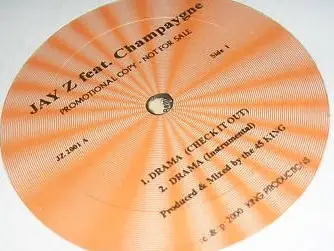 JAY Z feat. Champaygne
PROMOTIONAL COPY - NOT FOR SALE
Side 1
JZ 2001 A
1. DRAMA (CHECK IT OUT)
2. DRAMA (Instrumental)
Produced & Mixed by the 45 KING
c & p 2000 KING PRODUCTIONS